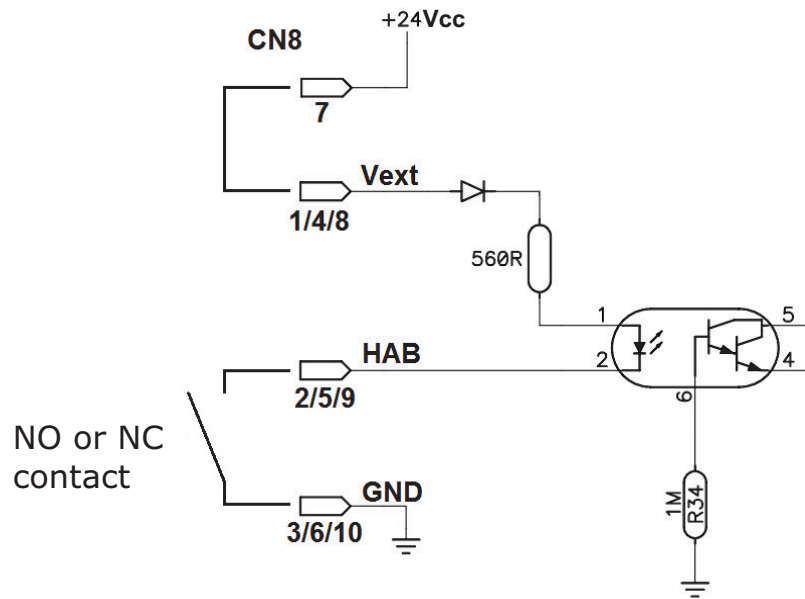 +24Vcc
CN8
7
Vext
1/4/8
560R
1
5
HAB
2
4
2/5/9
6
NO or NC
contact
GND
3/6/10
1M
R34